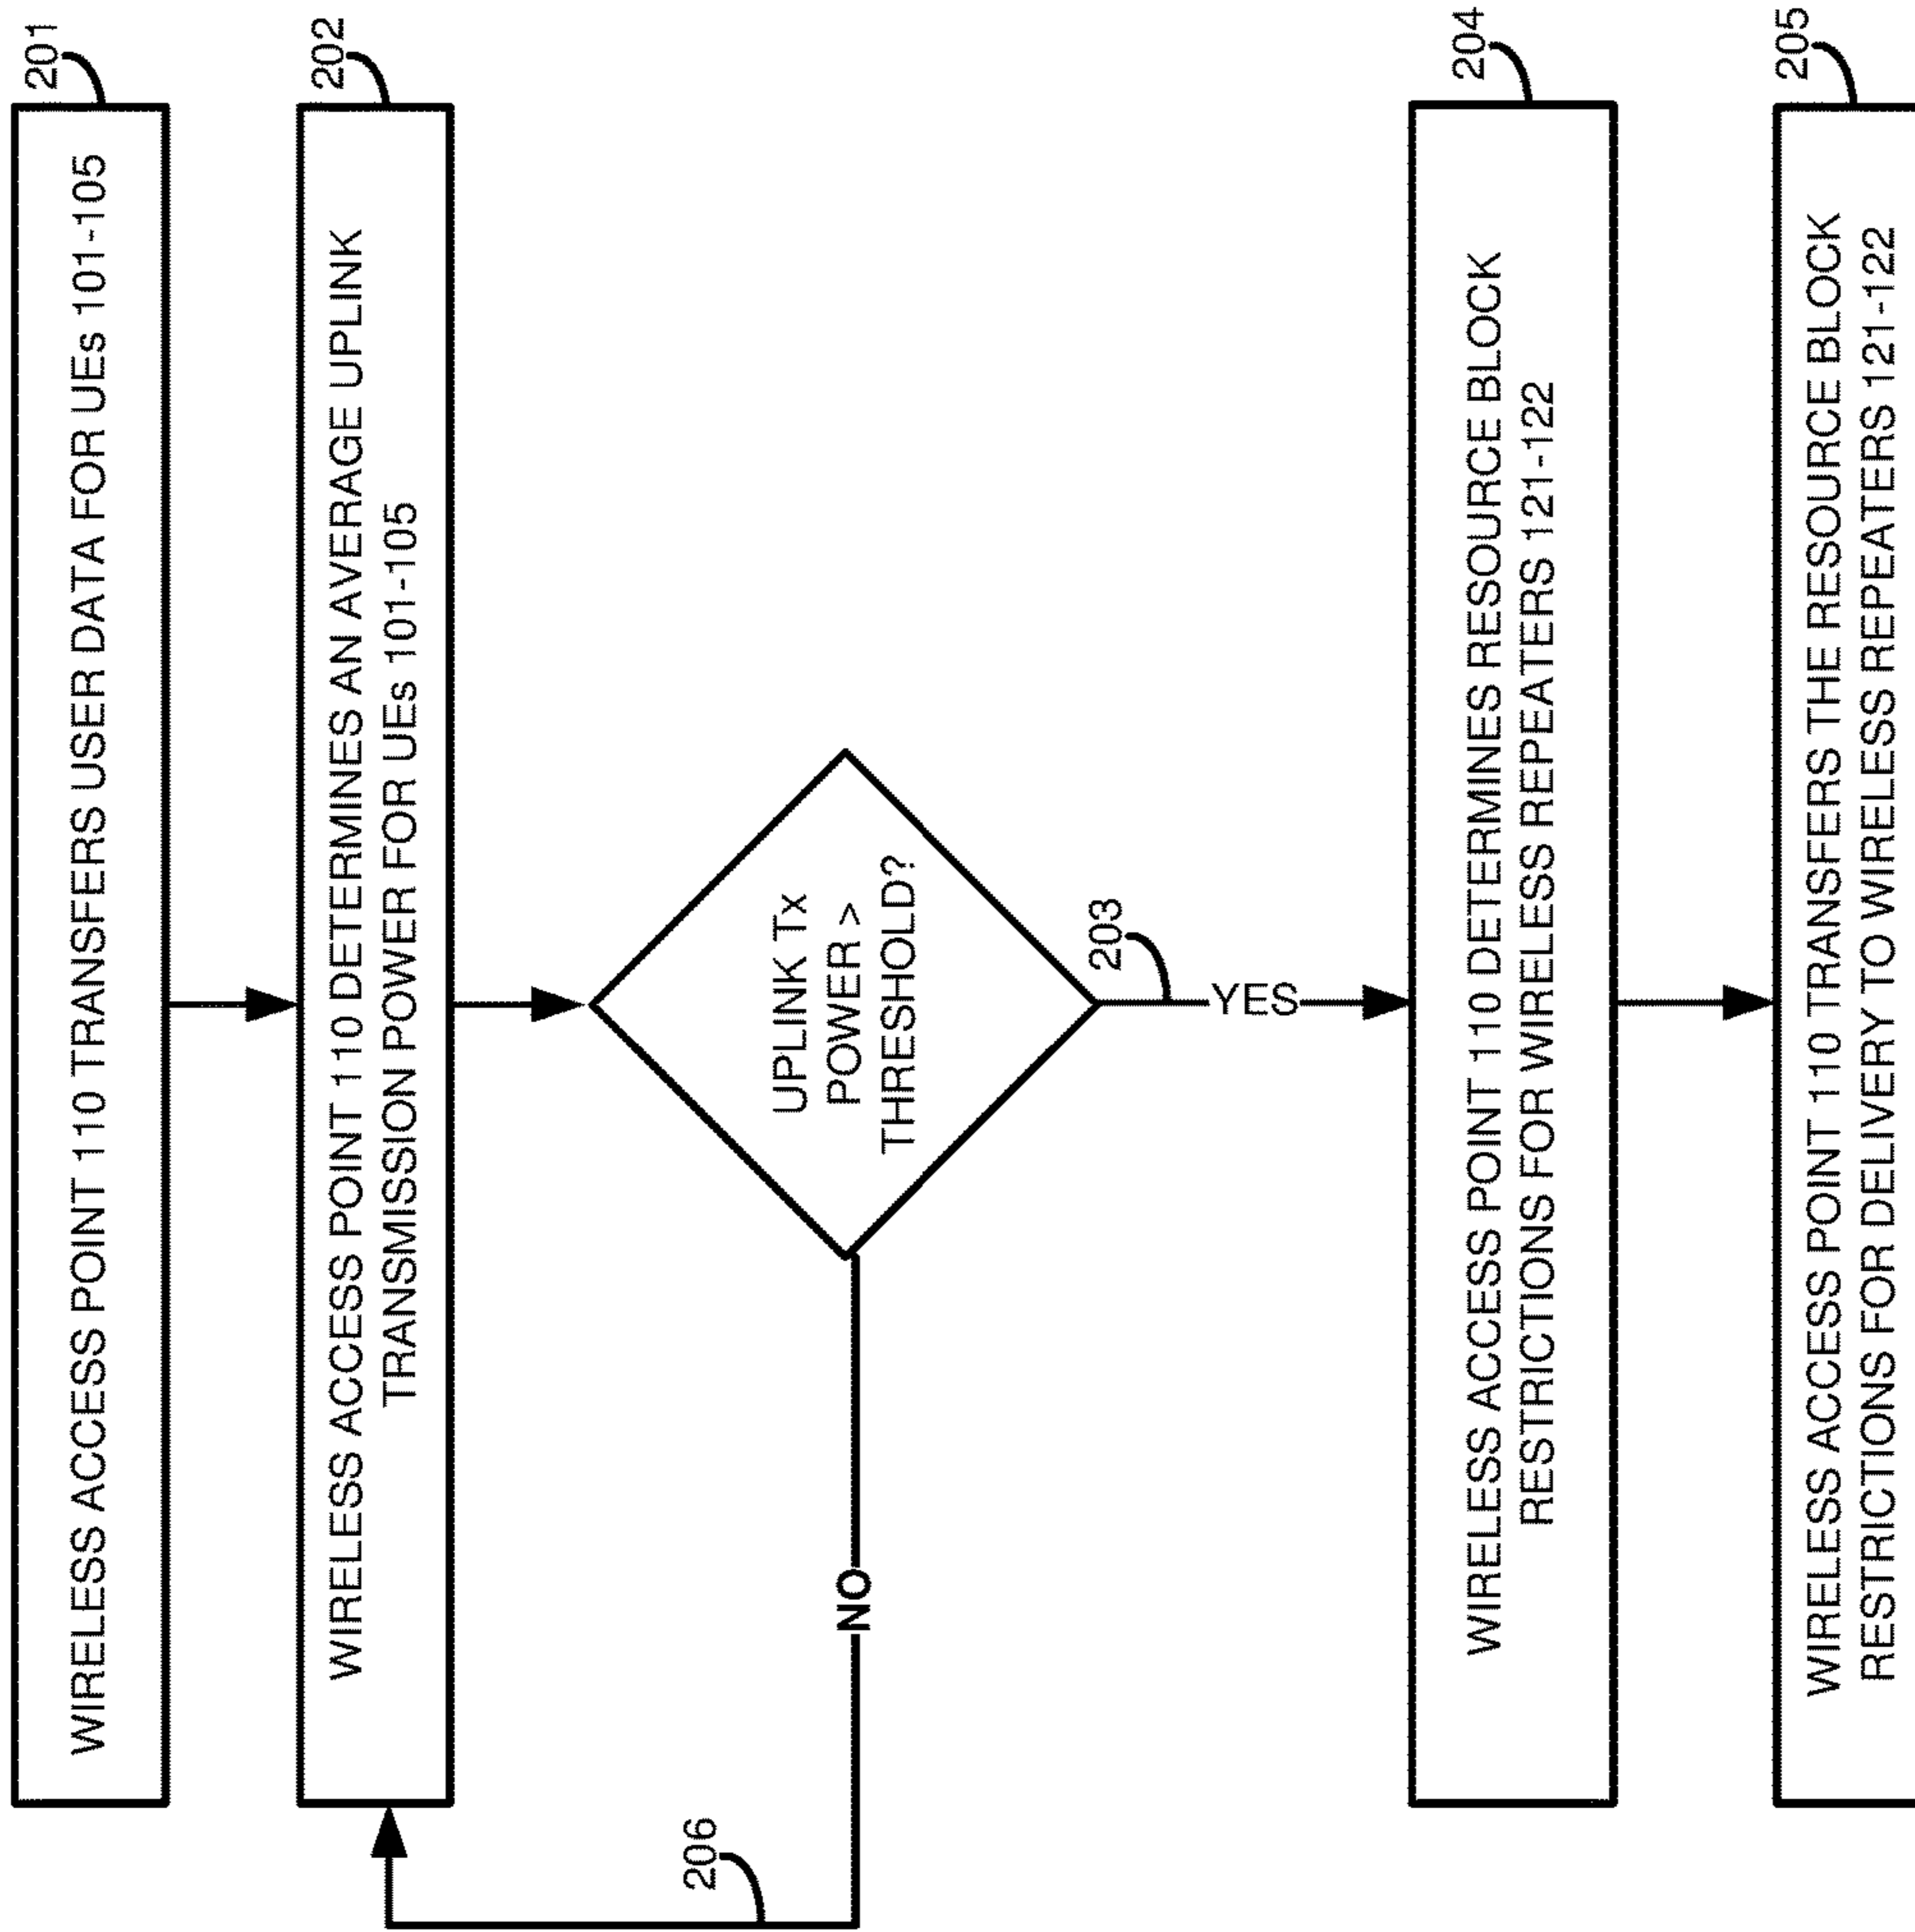 201
WIRELESS ACCESS POINT 110 TRANSFERS USER DATA FOR UEs 101-105
202
WIRELESS ACCESS POINT 110 DETERMINES AN AVERAGE UPLINK
TRANSMISSION POWER FOR UEs 101-105
UPLINK Tx
POWER >
THRESHOLD?
206
NO
203
YES
204
WIRELESS ACCESS POINT 110 DETERMINES RESOURCE BLOCK
RESTRICTIONS FOR WIRELESS REPEATERS 121-122
205
WIRELESS ACCESS POINT 110 TRANSFERS THE RESOURCE BLOCK
RESTRICTIONS FOR DELIVERY TO WIRELESS REPEATERS 121-122